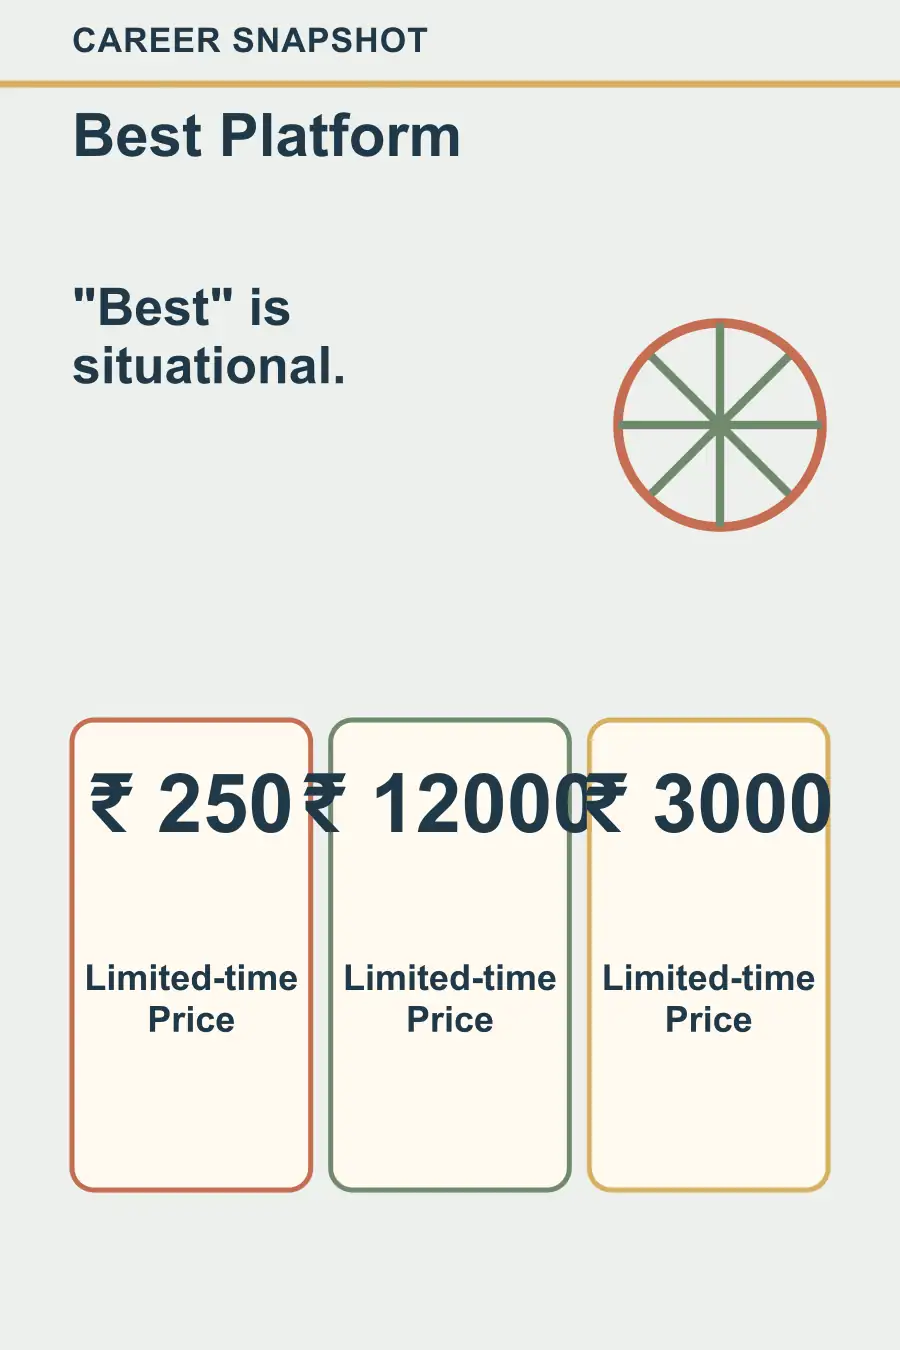 CAREER SNAPSHOT
Best Platform
"Best" is
situational.
₹ 250
₹ 12000
₹ 3000
Limited-time
Price
Limited-time
Price
Limited-time
Price